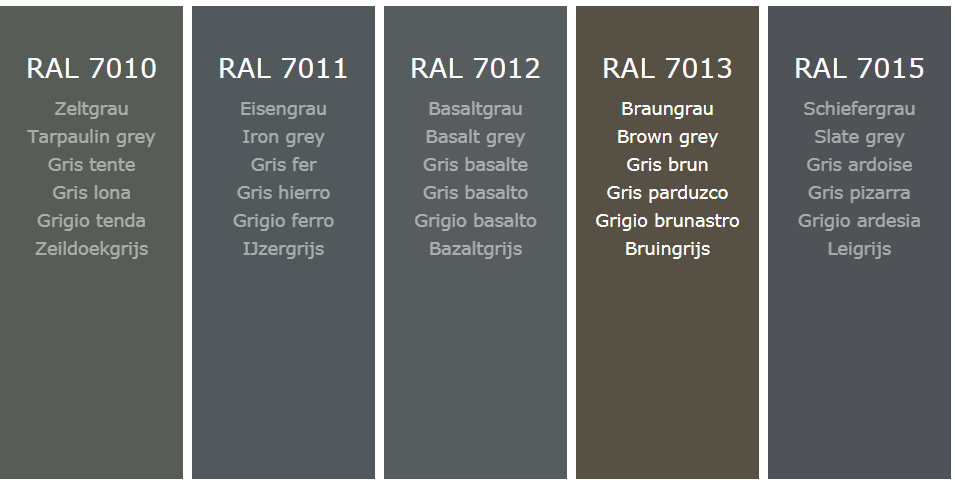 RAL 7010
Zeltgrau
Tarpaulin grey
Gris tente
Gris lona
Grigio tenda
Zeildoekgrijs
RAL 7011
Eisengrau
Iron grey
Gris fer
Gris hierro
Grigio ferro
IJzergrijs
RAL 7012
Basaltgrau
Basalt grey
Gris basalte
Gris basalto
Grigio basalto
Bazaltgrijs
RAL 7013
Braungrau
Brown grey
Gris brun
Gris parduzco
Grigio brunastro
Bruingrijs
RAL 7015
Schiefergrau
Slate grey
Gris ardoise
Gris pizarra
Grigio ardesia
Leigrijs